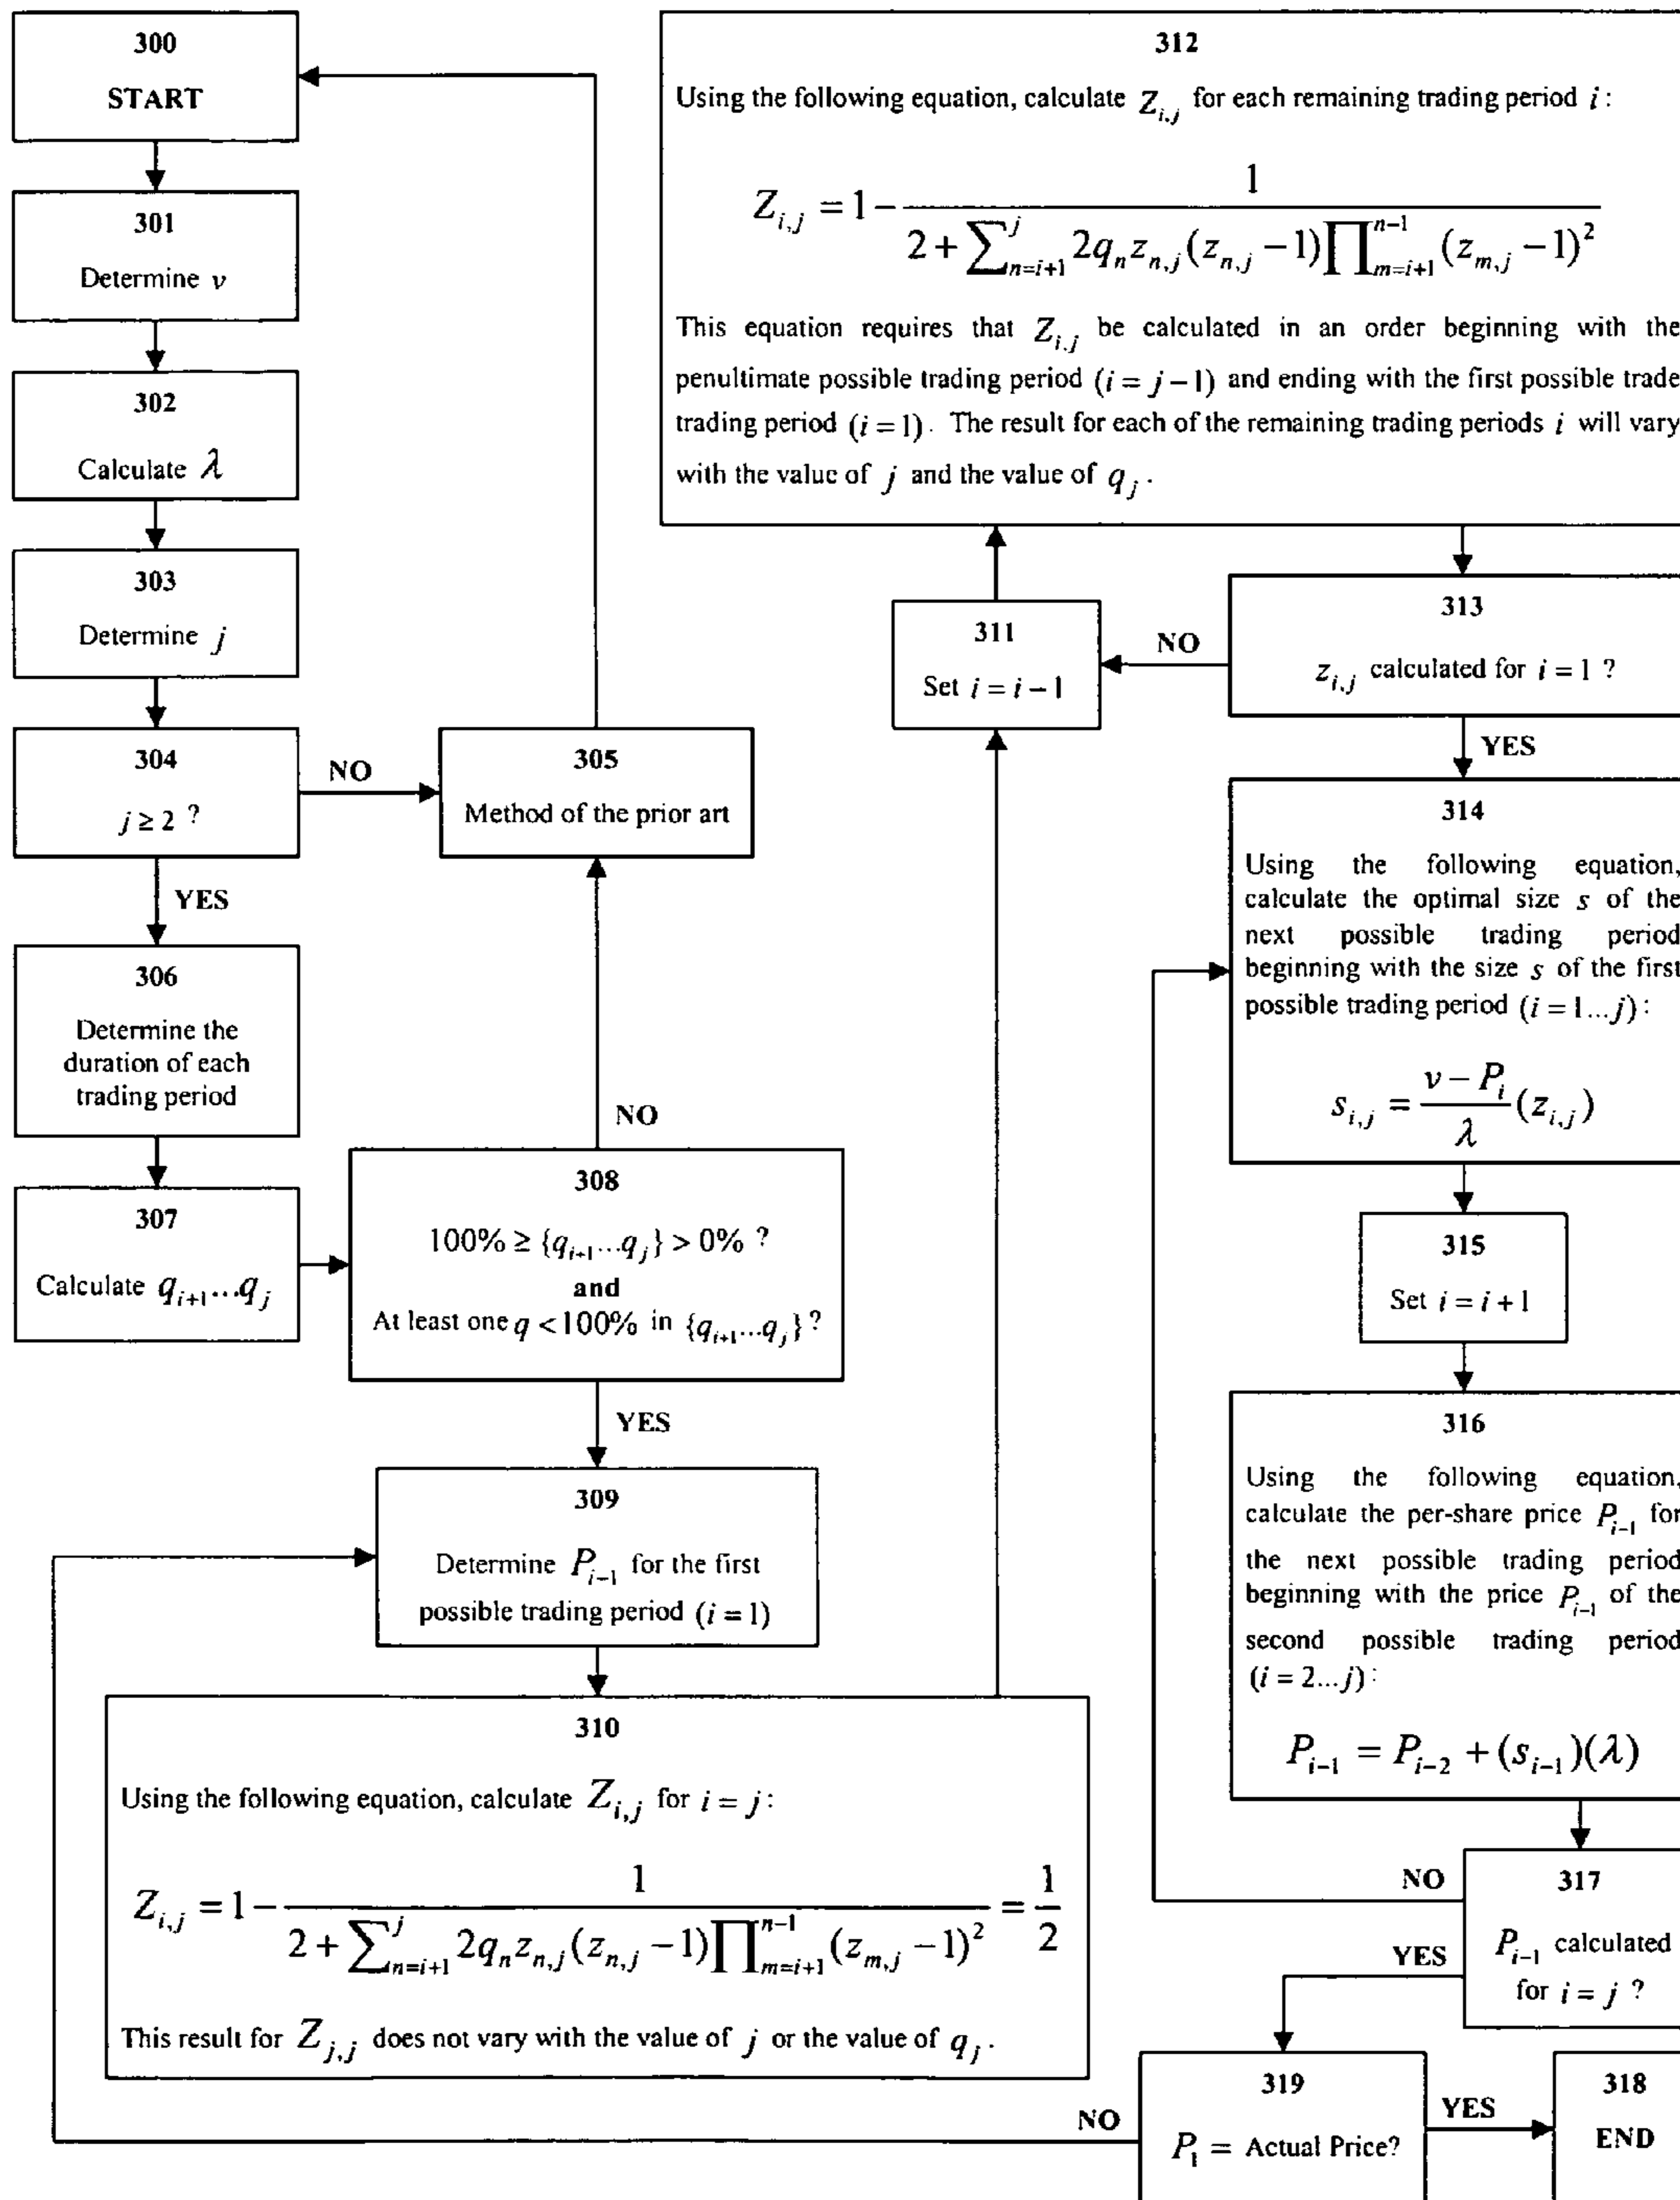 300
START
301
Determine v
302
Calculate λ
303
Determine j
304
j ≥ 2 ?
NO
YES
305
Method of the prior art
306
Determine the
duration of each
trading period
307
Calculate q_{i+1}...q_j
308
100% ≥ {q_{i+1}...q_j} > 0% ?
and
At least one q < 100% in {q_{i+1}...q_j} ?
NO
YES
309
Determine P_{i-1} for the first
possible trading period (i = 1)
310
Using the following equation, calculate Z_{i,j} for i = j:
Z_{i,j} = 1 - \frac{1}{2 + \sum_{n=i+1}^{j} 2q_n z_{n,j}(z_{n,j} - 1) \prod_{m=i+1}^{n-1} (z_{m,j} - 1)^2} = \frac{1}{2}
This result for Z_{j,j} does not vary with the value of j or the value of q_j.
311
Set i = i - 1
312
Using the following equation, calculate Z_{i,j} for each remaining trading period i:
Z_{i,j} = 1 - \frac{1}{2 + \sum_{n=i+1}^{j} 2q_n z_{n,j}(z_{n,j} - 1) \prod_{m=i+1}^{n-1} (z_{m,j} - 1)^2}
This equation requires that Z_{i,j} be calculated in an order beginning with the
penultimate possible trading period (i = j - 1) and ending with the first possible trade
trading period (i = 1). The result for each of the remaining trading periods i will vary
with the value of j and the value of q_j.
313
z_{i,j} calculated for i = 1 ?
NO
YES
314
Using the following equation,
calculate the optimal size s of the
next possible trading period
beginning with the size s of the first
possible trading period (i = 1...j):
s_{i,j} = \frac{v - P_i}{λ}(z_{i,j})
315
Set i = i + 1
316
Using the following equation,
calculate the per-share price P_{i-1} for
the next possible trading period
beginning with the price P_{i-1} of the
second possible trading period
(i = 2...j):
P_{i-1} = P_{i-2} + (s_{i-1})(λ)
317
P_{i-1} calculated
for i = j ?
NO
YES
319
P_1 = Actual Price?
NO
YES
318
END